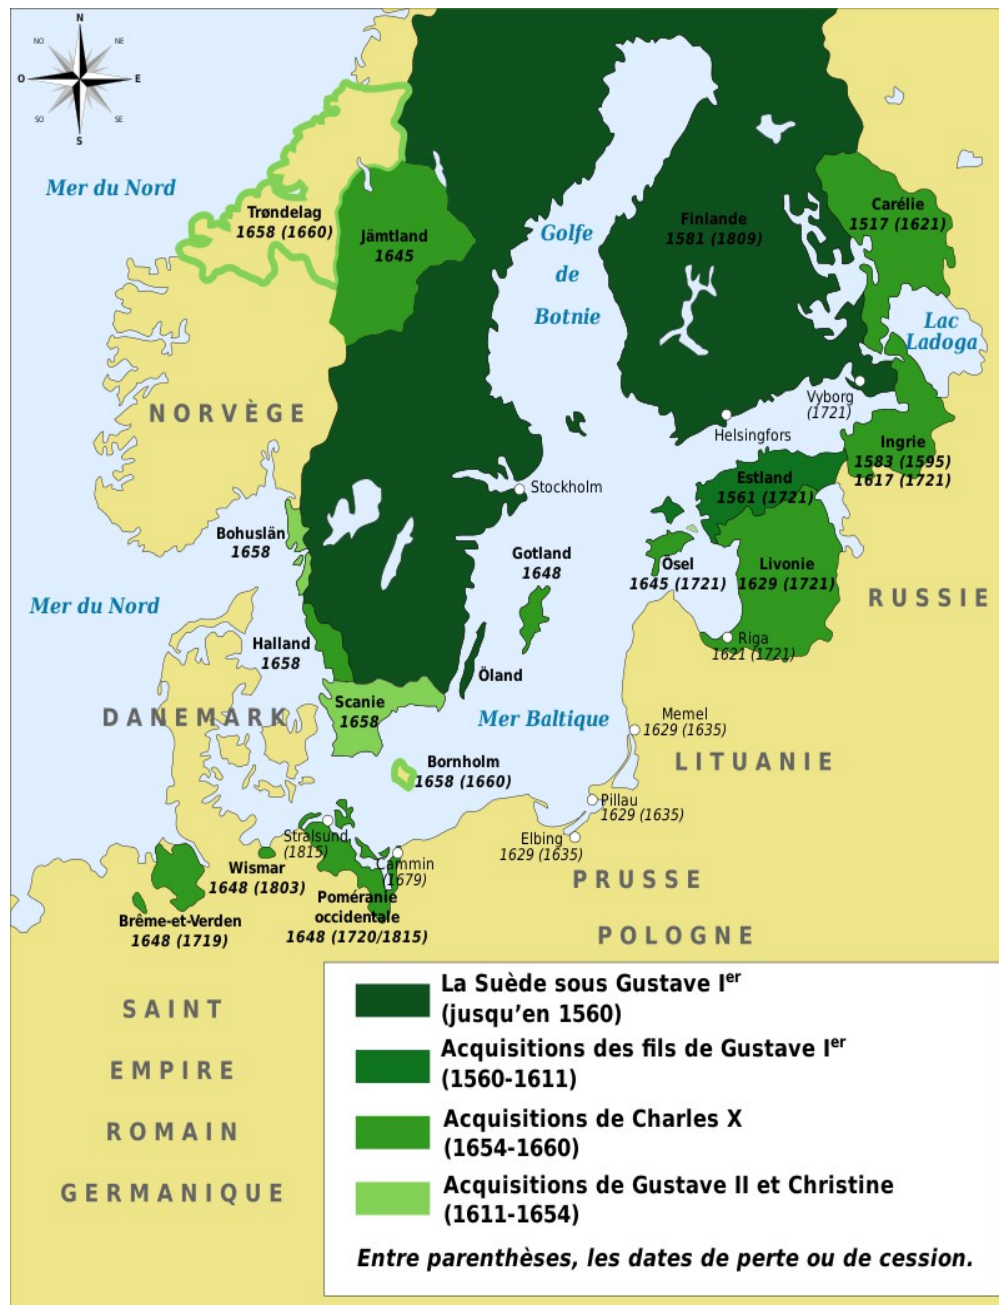 N
NO
NE
O
E
SO
SE
S
Mer du Nord
Trøndelag
1658 (1660)
Jämtland
1645
Golfe
de
Botnie
Finlande
1581 (1809)
Carélie
1517 (1621)
Lac
Ladoga
NORVÈGE
Vyborg
(1721)
Helsingfors
Ingrie
1583 (1595)
1617 (1721)
Estland
1561 (1721)
Stockholm
Bohuslän
1658
Gotland
1648
Ösel
1645 (1721)
Livonie
1629 (1721)
RUSSIE
Mer du Nord
Halland
1658
Riga
1621 (1721)
Öland
Scanie
1658
DANEMARK
Mer Baltique
Memel
1629 (1635)
LITUANIE
Bornholm
1658 (1660)
Pillau
1629 (1635)
Stralsund
(1815)
Elbing
1629 (1635)
Cammin
(1679)
Wismar
1648 (1803)
PRUSSE
Poméranie
occidentale
1648 (1720/1815)
Brême-et-Verden
1648 (1719)
POLOGNE
SAINT
EMPIRE
ROMAIN
GERMANIQUE
La Suède sous Gustave Ier
(jusqu’en 1560)
Acquisitions des fils de Gustave Ier
(1560-1611)
Acquisitions de Charles X
(1654-1660)
Acquisitions de Gustave II et Christine
(1611-1654)
Entre parenthèses, les dates de perte ou de cession.